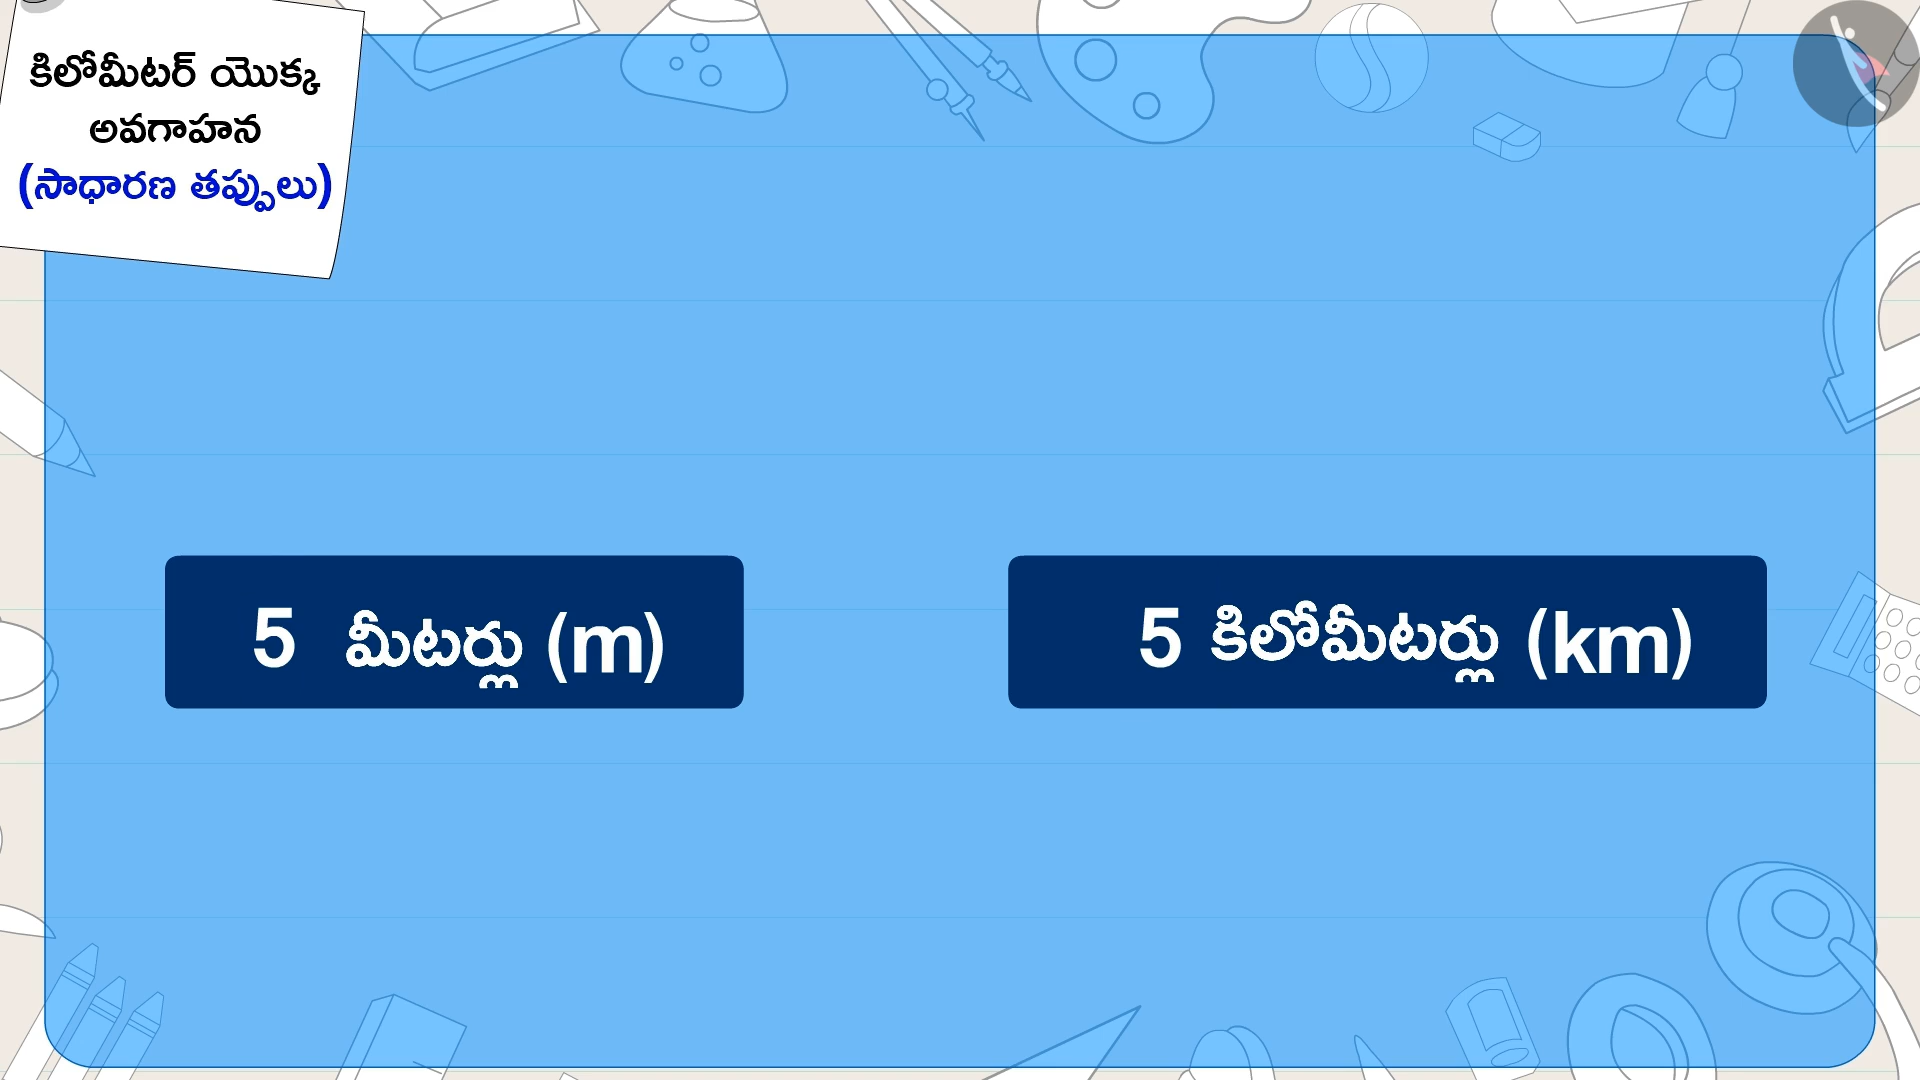 కిలోమీటర్ యొక్క
అవగాహన
(సాధారణ తప్పులు)
5 మీటర్లు (m)
5 కిలోమీటర్లు (km)